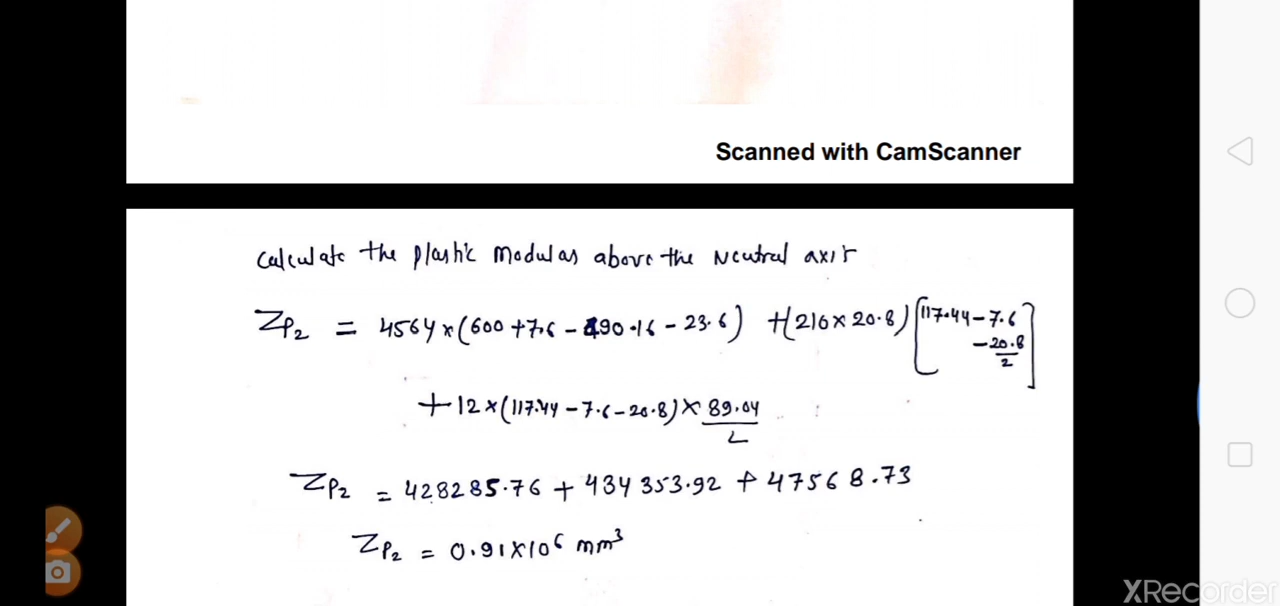 Scanned with CamScanner
Calculate the plastic Modulas above the Neutral axis
Zp₂ = 4564 × (600 + 7.6 - 490.16 - 23.6) + (210 × 20.8) [117.44 - 7.6 - 20.8/2]
+ 12 × (117.44 - 7.6 - 20.8) × 89.04/2
Zp₂ = 428285.76 + 434353.92 + 47568.73
Zp₂ = 0.91×10⁶ mm³
XRecorder